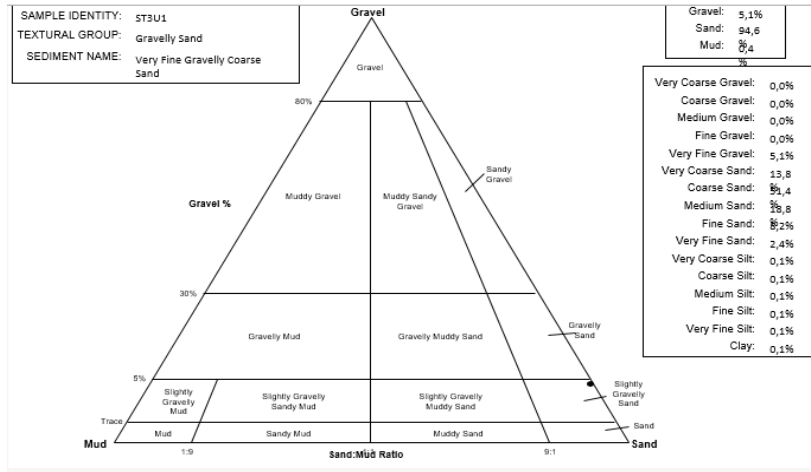 SAMPLE IDENTITY: ST3U1
TEXTURAL GROUP: Gravelly Sand
SEDIMENT NAME: Very Fine Gravelly Coarse
Sand
Gravel: 5,1%
Sand: 94,6
%
Mud: 0,4
%
Very Coarse Gravel: 0,0%
Coarse Gravel: 0,0%
Medium Gravel: 0,0%
Fine Gravel: 0,0%
Very Fine Gravel: 5,1%
Very Coarse Sand: 13,8
%
Coarse Sand: 51,4
%
Medium Sand: 18,8
%
Fine Sand: 8,2%
Very Fine Sand: 2,4%
Very Coarse Silt: 0,1%
Coarse Silt: 0,1%
Medium Silt: 0,1%
Fine Silt: 0,1%
Very Fine Silt: 0,1%
Clay: 0,1%
Gravel
Gravel
80%
Sandy
Gravel
Muddy Gravel
Muddy Sandy
Gravel
Gravel %
30%
Gravelly
Sand
Gravelly Mud
Gravelly Muddy Sand
5%
Slightly
Gravelly
Mud
Slightly Gravelly
Sandy Mud
Slightly Gravelly
Muddy Sand
Slightly
Gravelly
Sand
Trace
Mud
Mud
Sandy Mud
Muddy Sand
Sand
Sand
1:9
9:1
Sand:Mud Ratio